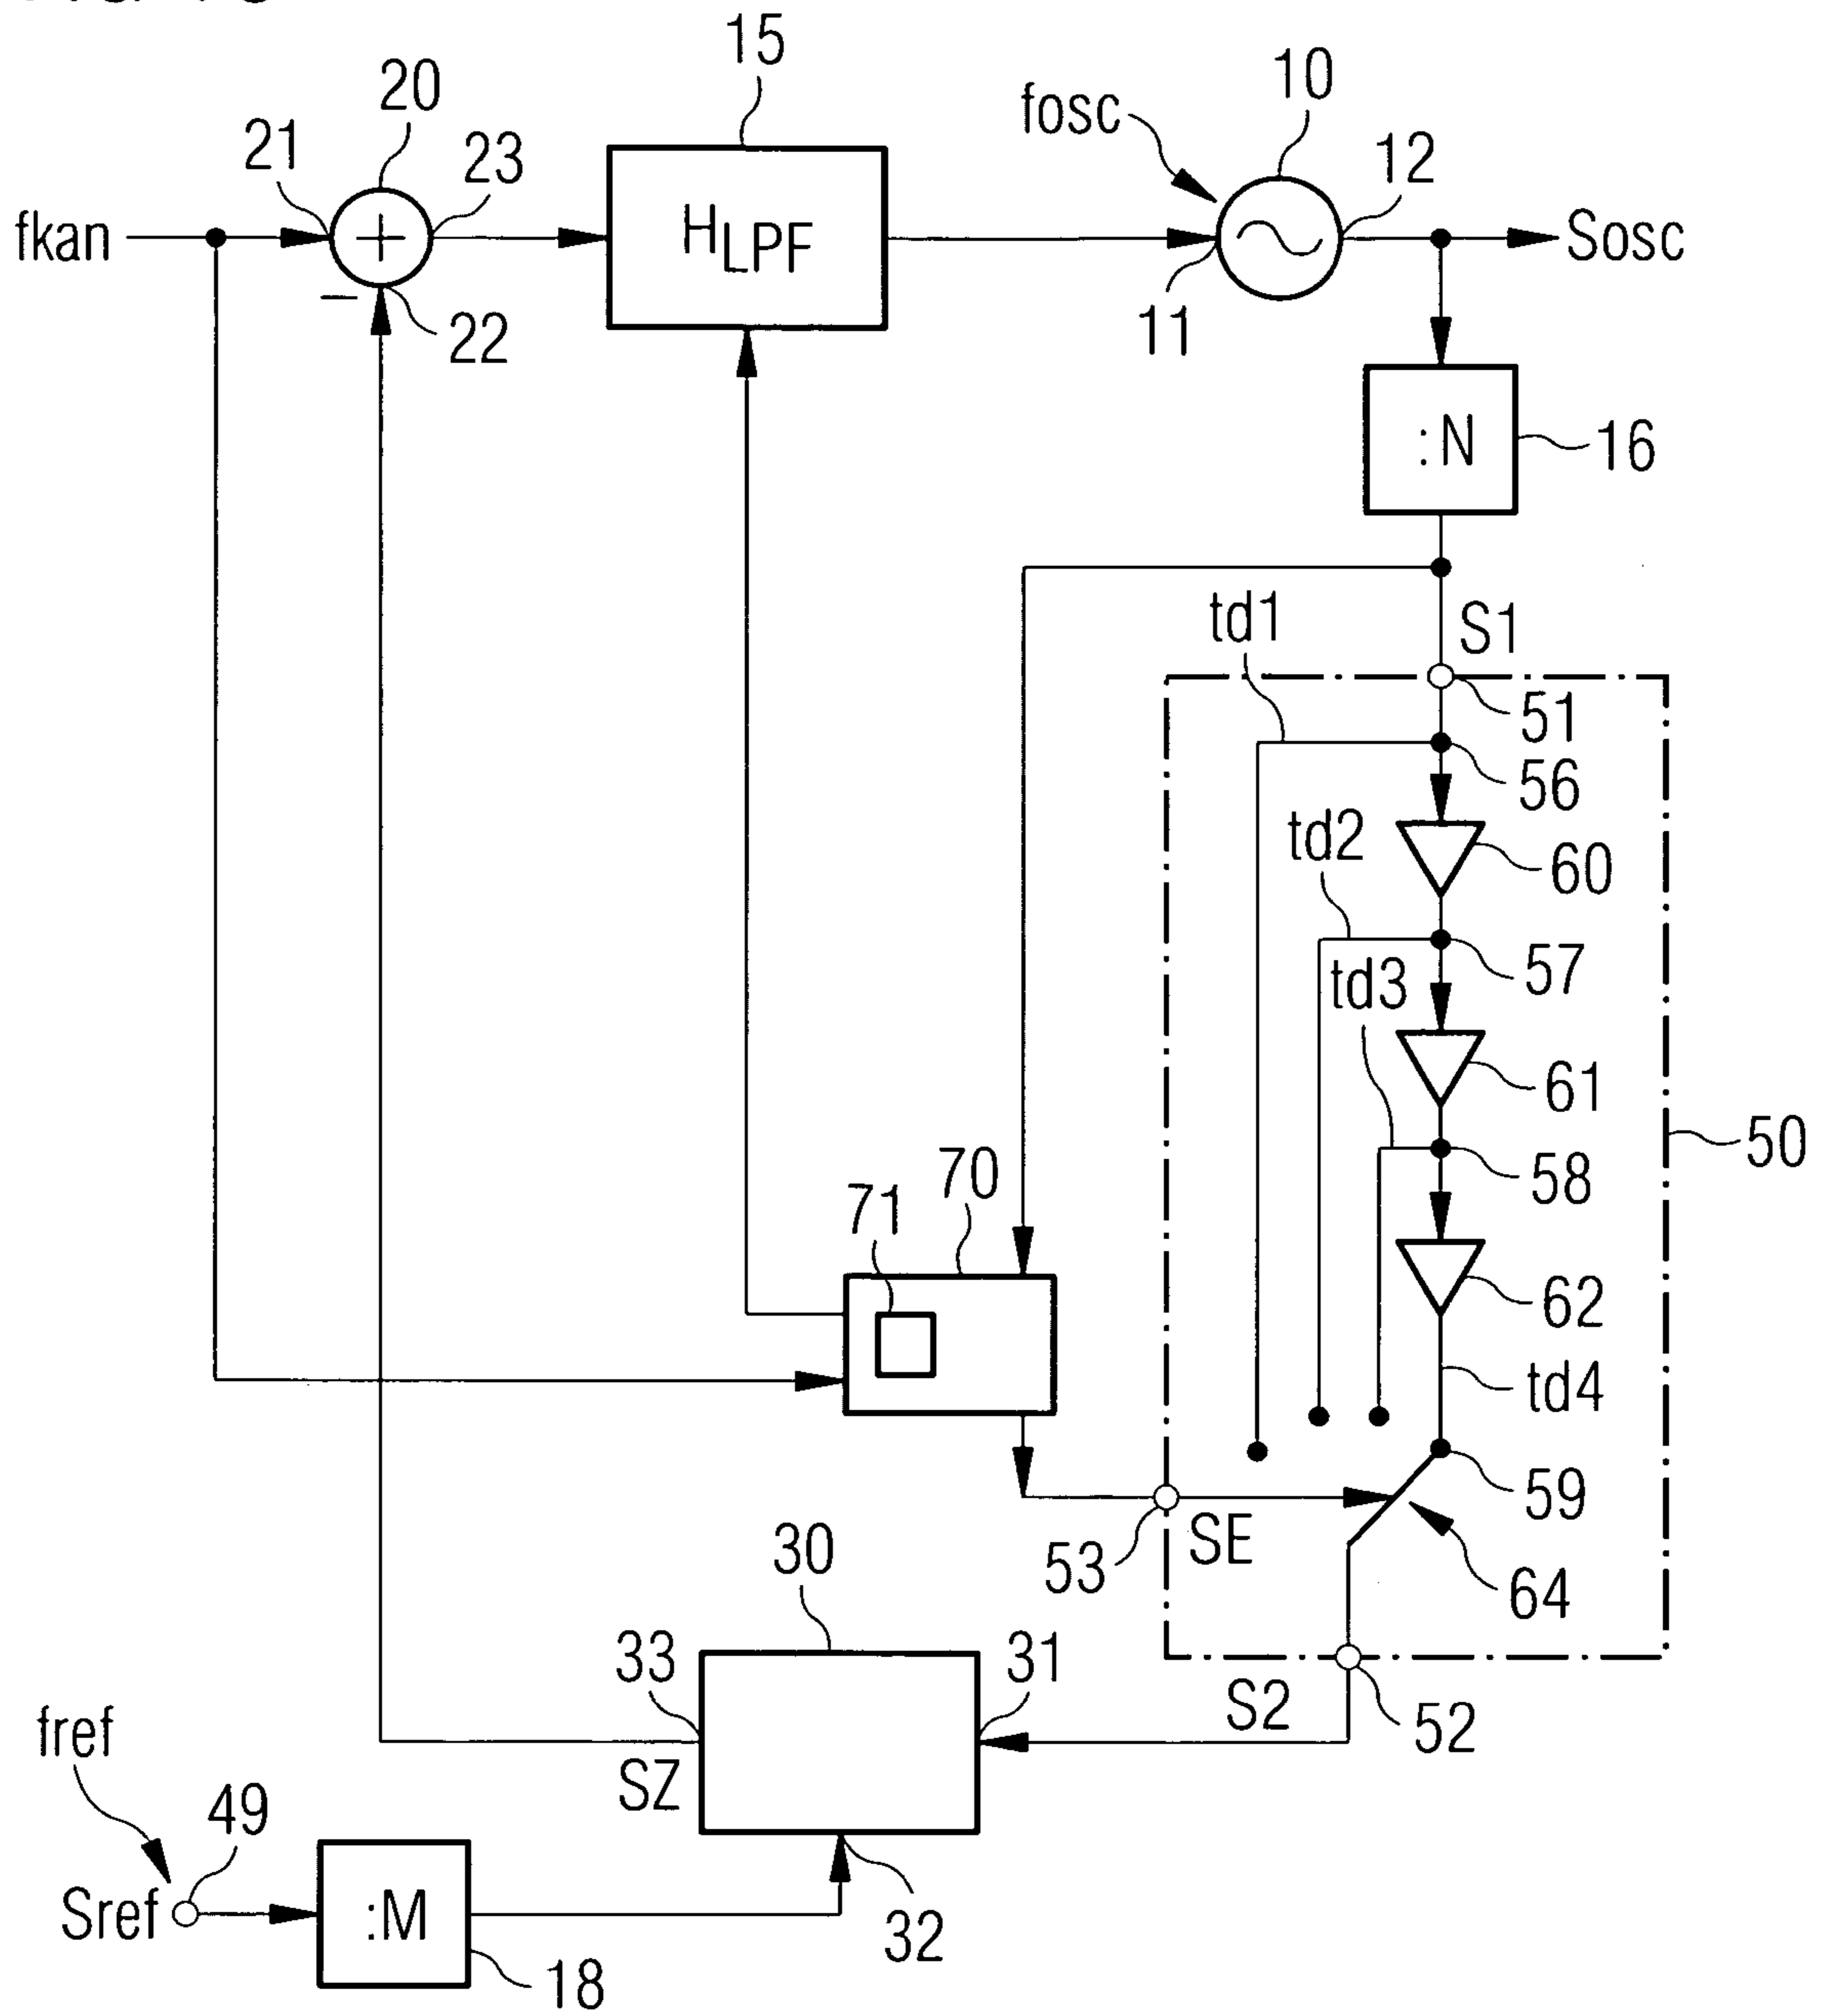 15
10
20
fosc
21
23
12
fkan
+
H LPF
Sosc
–
22
11
:N
16
td1
S1
51
56
td2
60
57
td3
61
50
58
70
71
62
td4
59
53
SE
30
64
33
31
S2
52
fref
SZ
49
Sref
:M
32
18